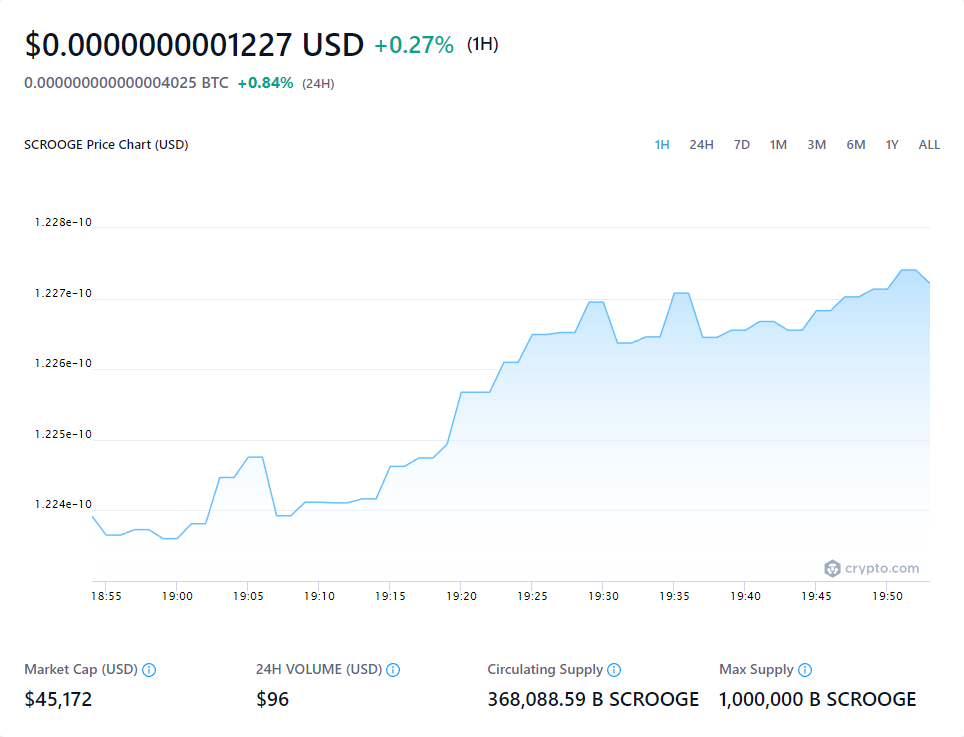 $0.0000000001227 USD +0.27% (1H)
0.000000000000004025 BTC +0.84% (24H)
SCROOGE Price Chart (USD) 1H 24H 7D 1M 3M 6M 1Y ALL
1.228e-10
1.227e-10
1.226e-10
1.225e-10
1.224e-10
crypto.com
18:55 19:00 19:05 19:10 19:15 19:20 19:25 19:30 19:35 19:40 19:45 19:50
Market Cap (USD) 24H VOLUME (USD) Circulating Supply Max Supply
$45,172 $96 368,088.59 B SCROOGE 1,000,000 B SCROOGE